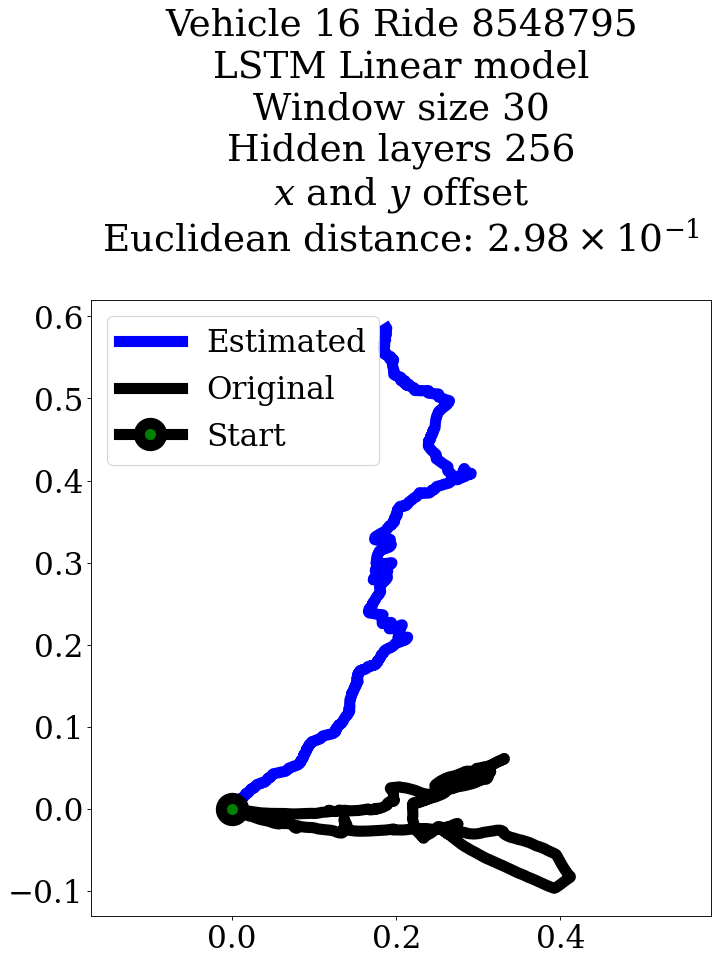 Vehicle 16 Ride 8548795
LSTM Linear model
Window size 30
Hidden layers 256
x and y offset
Euclidean distance: 2.98 × 10⁻¹
Estimated
Original
Start
0.6
0.5
0.4
0.3
0.2
0.1
0.0
−0.1
0.0 0.2 0.4